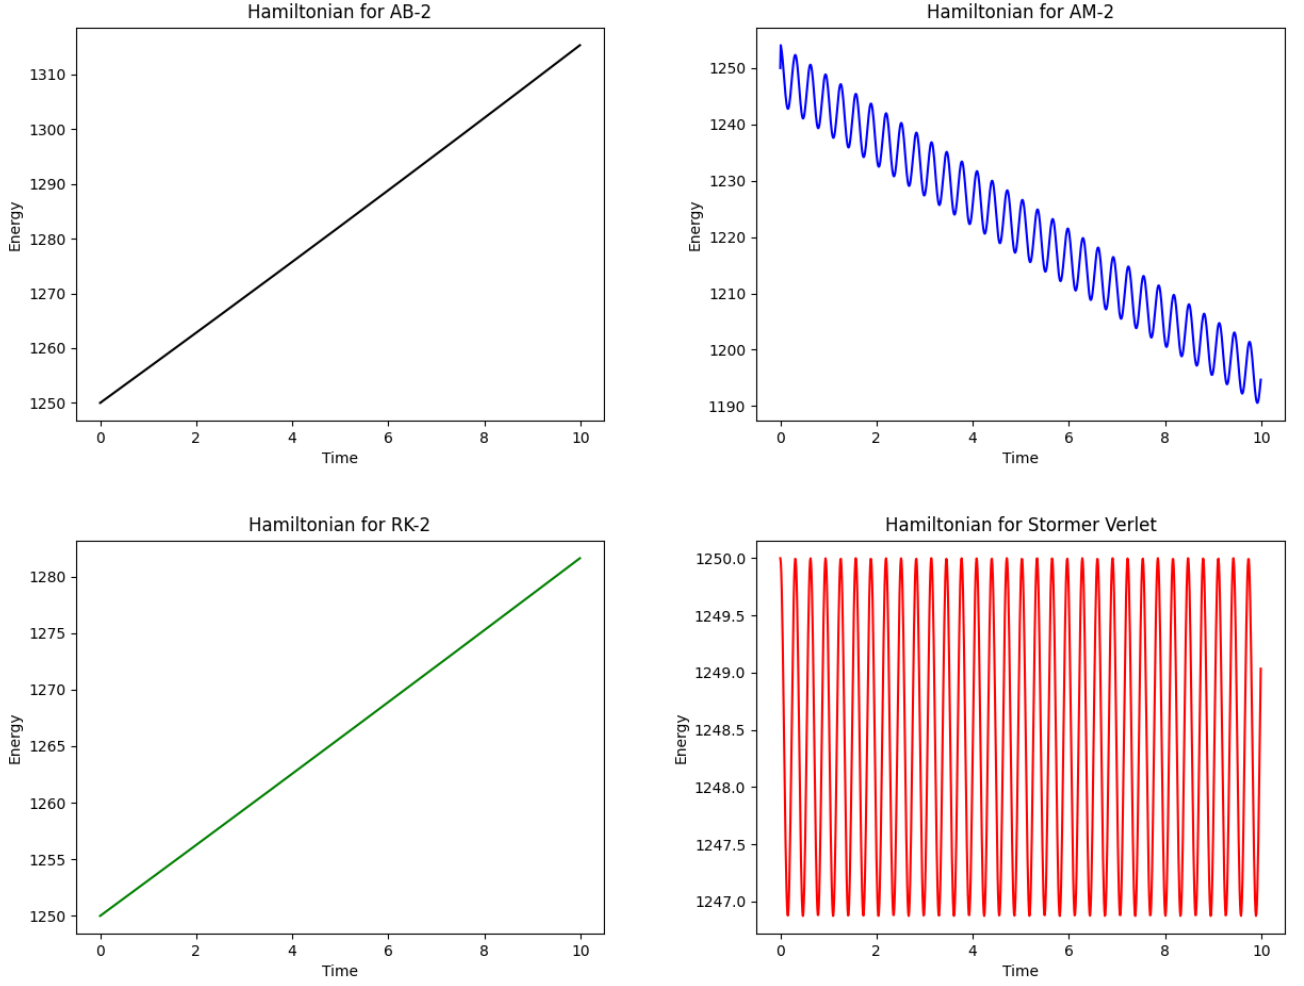 Hamiltonian for AB-2
1310
1300
1290
1280
1270
1260
1250
Energy
0 2 4 6 8 10
Time
Hamiltonian for AM-2
1250
1240
1230
1220
1210
1200
1190
Energy
0 2 4 6 8 10
Time
Hamiltonian for RK-2
1280
1275
1270
1265
1260
1255
1250
Energy
0 2 4 6 8 10
Time
Hamiltonian for Stormer Verlet
1250.0
1249.5
1249.0
1248.5
1248.0
1247.5
1247.0
Energy
0 2 4 6 8 10
Time